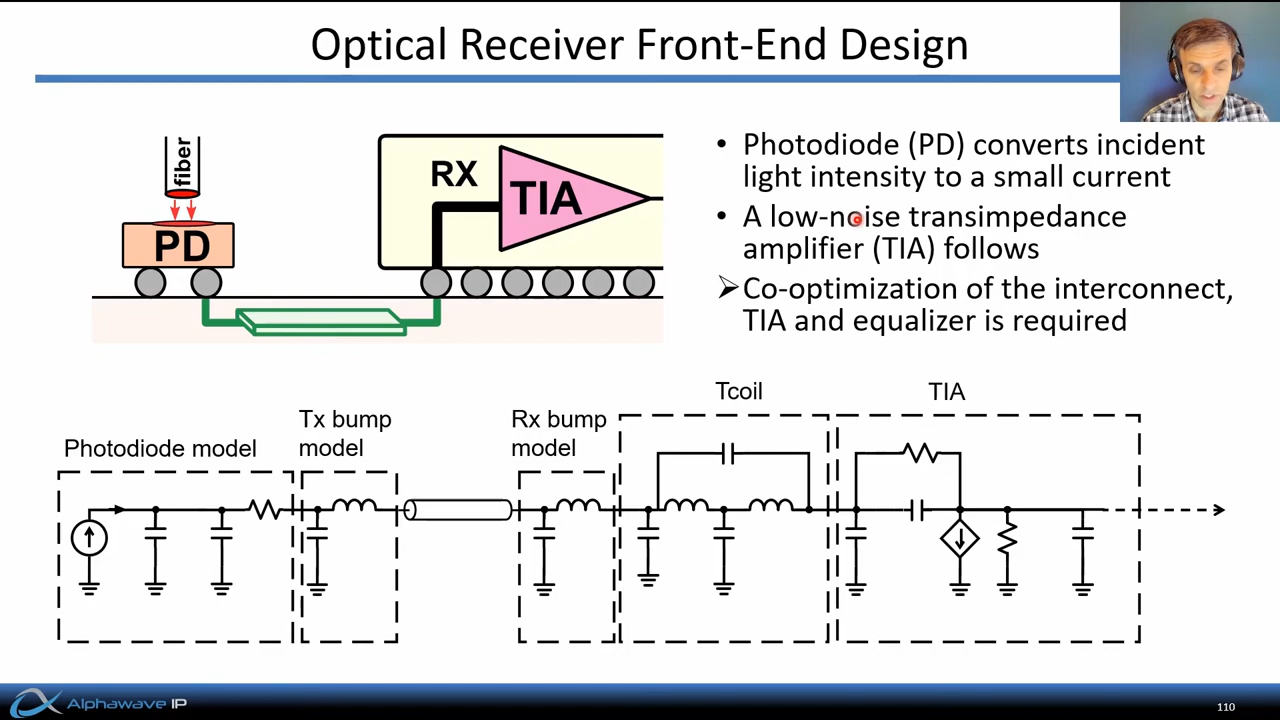 Optical Receiver Front-End Design
fiber
PD
RX
TIA
• Photodiode (PD) converts incident
light intensity to a small current
• A low-noise transimpedance
amplifier (TIA) follows
➢ Co-optimization of the interconnect,
TIA and equalizer is required
Photodiode model
Tx bump
model
Rx bump
model
Tcoil
TIA
Alphawave IP
110